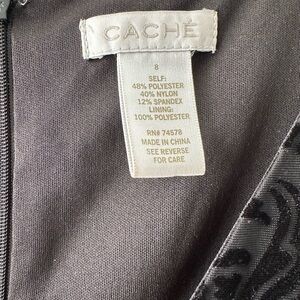 CACHÉ
8
SELF:
48% POLYESTER
40% NYLON
12% SPANDEX
LINING:
100% POLYESTER
RN# 74578
MADE IN CHINA
SEE REVERSE
FOR CARE